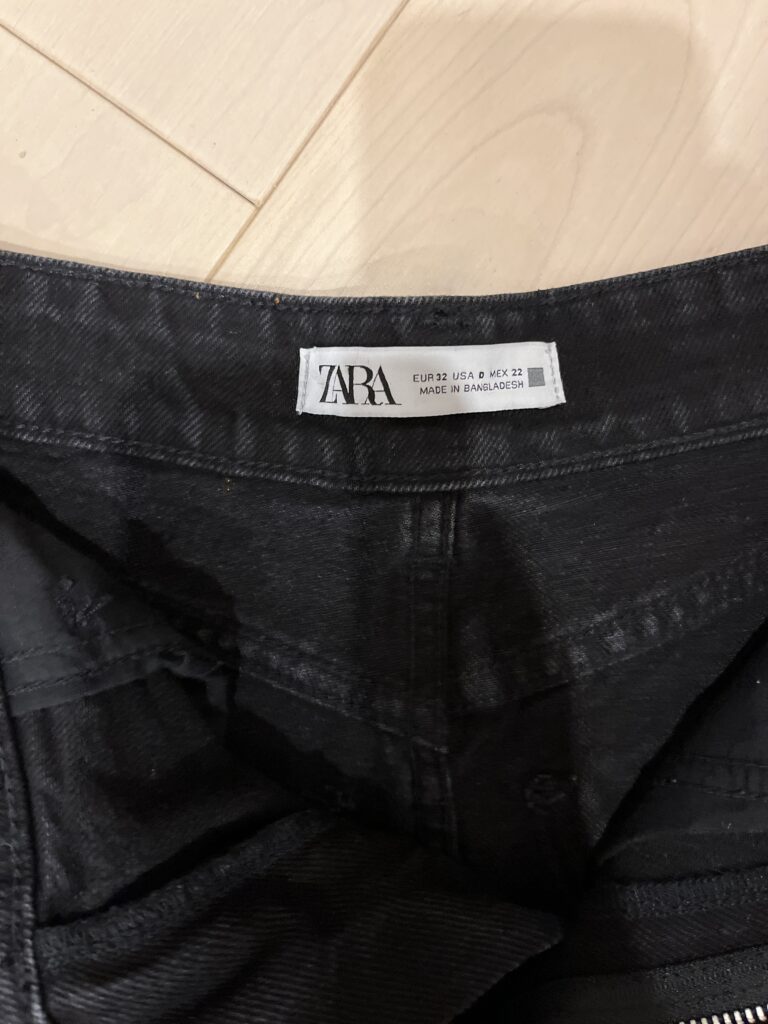 ZARA
EUR 32 USA 0 MEX 22
MADE IN BANGLADESH